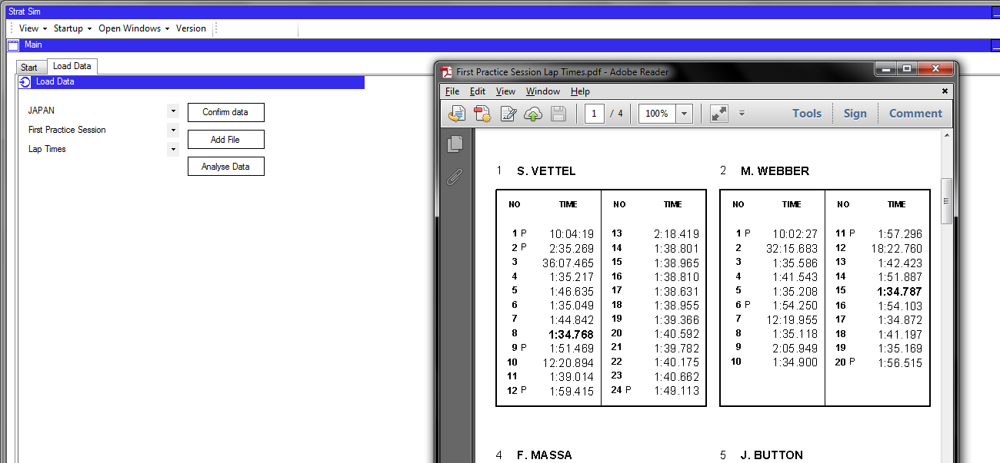 Strat Sim
View Startup Open Windows Version
Main
Start Load Data
Load Data
JAPAN
First Practice Session
Lap Times
Confirm data
Add File
Analyse Data
First Practice Session Lap Times.pdf - Adobe Reader
File Edit View Window Help
1 / 4 100% Tools Sign Comment
1 S. VETTEL
NO TIME NO TIME
1 P 10:04:19 13 2:18.419
2 P 2:35.269 14 1:38.801
3 36:07.465 15 1:38.965
4 1:35.217 16 1:38.810
5 1:46.635 17 1:38.631
6 1:35.049 18 1:38.955
7 1:44.842 19 1:39.366
8 1:34.768 20 1:40.592
9 P 1:51.469 21 1:39.782
10 12:20.894 22 1:40.175
11 1:39.014 23 1:40.662
12 P 1:59.415 24 P 1:49.113
2 M. WEBBER
NO TIME NO TIME
1 P 10:02:27 11 P 1:57.296
2 32:15.683 12 18:22.760
3 1:35.586 13 1:42.423
4 1:41.543 14 1:51.887
5 1:35.208 15 1:34.787
6 P 1:54.250 16 1:54.103
7 12:19.955 17 1:34.872
8 1:35.118 18 1:41.197
9 2:05.949 19 1:35.169
10 1:34.900 20 P 1:56.515
4 F. MASSA
5 J. BUTTON